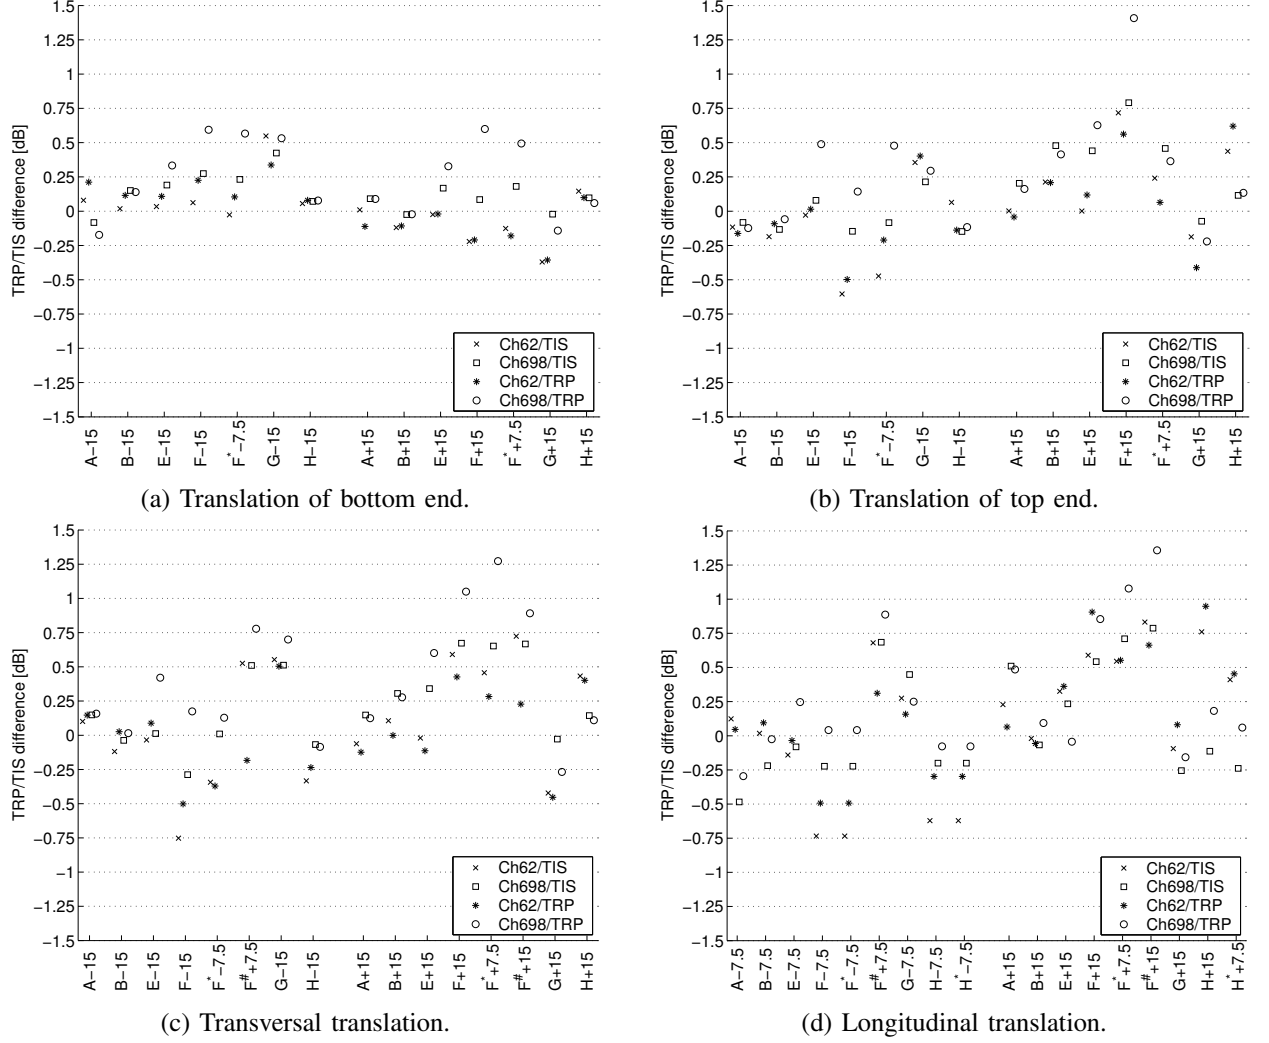 1.5
1.25
1
0.75
0.5
0.25
0
−0.25
−0.5
−0.75
−1
−1.25
−1.5
TRP/TIS difference [dB]
Ch62/TIS
Ch698/TIS
Ch62/TRP
Ch698/TRP
A−15
B−15
E−15
F−15
F*−7.5
G−15
H−15
A+15
B+15
E+15
F+15
F*+7.5
G+15
H+15
(a) Translation of bottom end.
1.5
1.25
1
0.75
0.5
0.25
0
−0.25
−0.5
−0.75
−1
−1.25
−1.5
TRP/TIS difference [dB]
Ch62/TIS
Ch698/TIS
Ch62/TRP
Ch698/TRP
A−15
B−15
E−15
F−15
F*−7.5
G−15
H−15
A+15
B+15
E+15
F+15
F*+7.5
G+15
H+15
(b) Translation of top end.
1.5
1.25
1
0.75
0.5
0.25
0
−0.25
−0.5
−0.75
−1
−1.25
−1.5
TRP/TIS difference [dB]
Ch62/TIS
Ch698/TIS
Ch62/TRP
Ch698/TRP
A−15
B−15
E−15
F−15
F*−7.5
F#+7.5
G−15
H−15
A+15
B+15
E+15
F+15
F*+7.5
F#+15
G+15
H+15
(c) Transversal translation.
1.5
1.25
1
0.75
0.5
0.25
0
−0.25
−0.5
−0.75
−1
−1.25
−1.5
TRP/TIS difference [dB]
Ch62/TIS
Ch698/TIS
Ch62/TRP
Ch698/TRP
A−7.5
B−7.5
E−7.5
F−7.5
F*−7.5
F#+7.5
G−7.5
H−7.5
H*−7.5
A+15
B+15
E+15
F+15
F*+7.5
F#+15
G+15
H+15
H*+7.5
(d) Longitudinal translation.